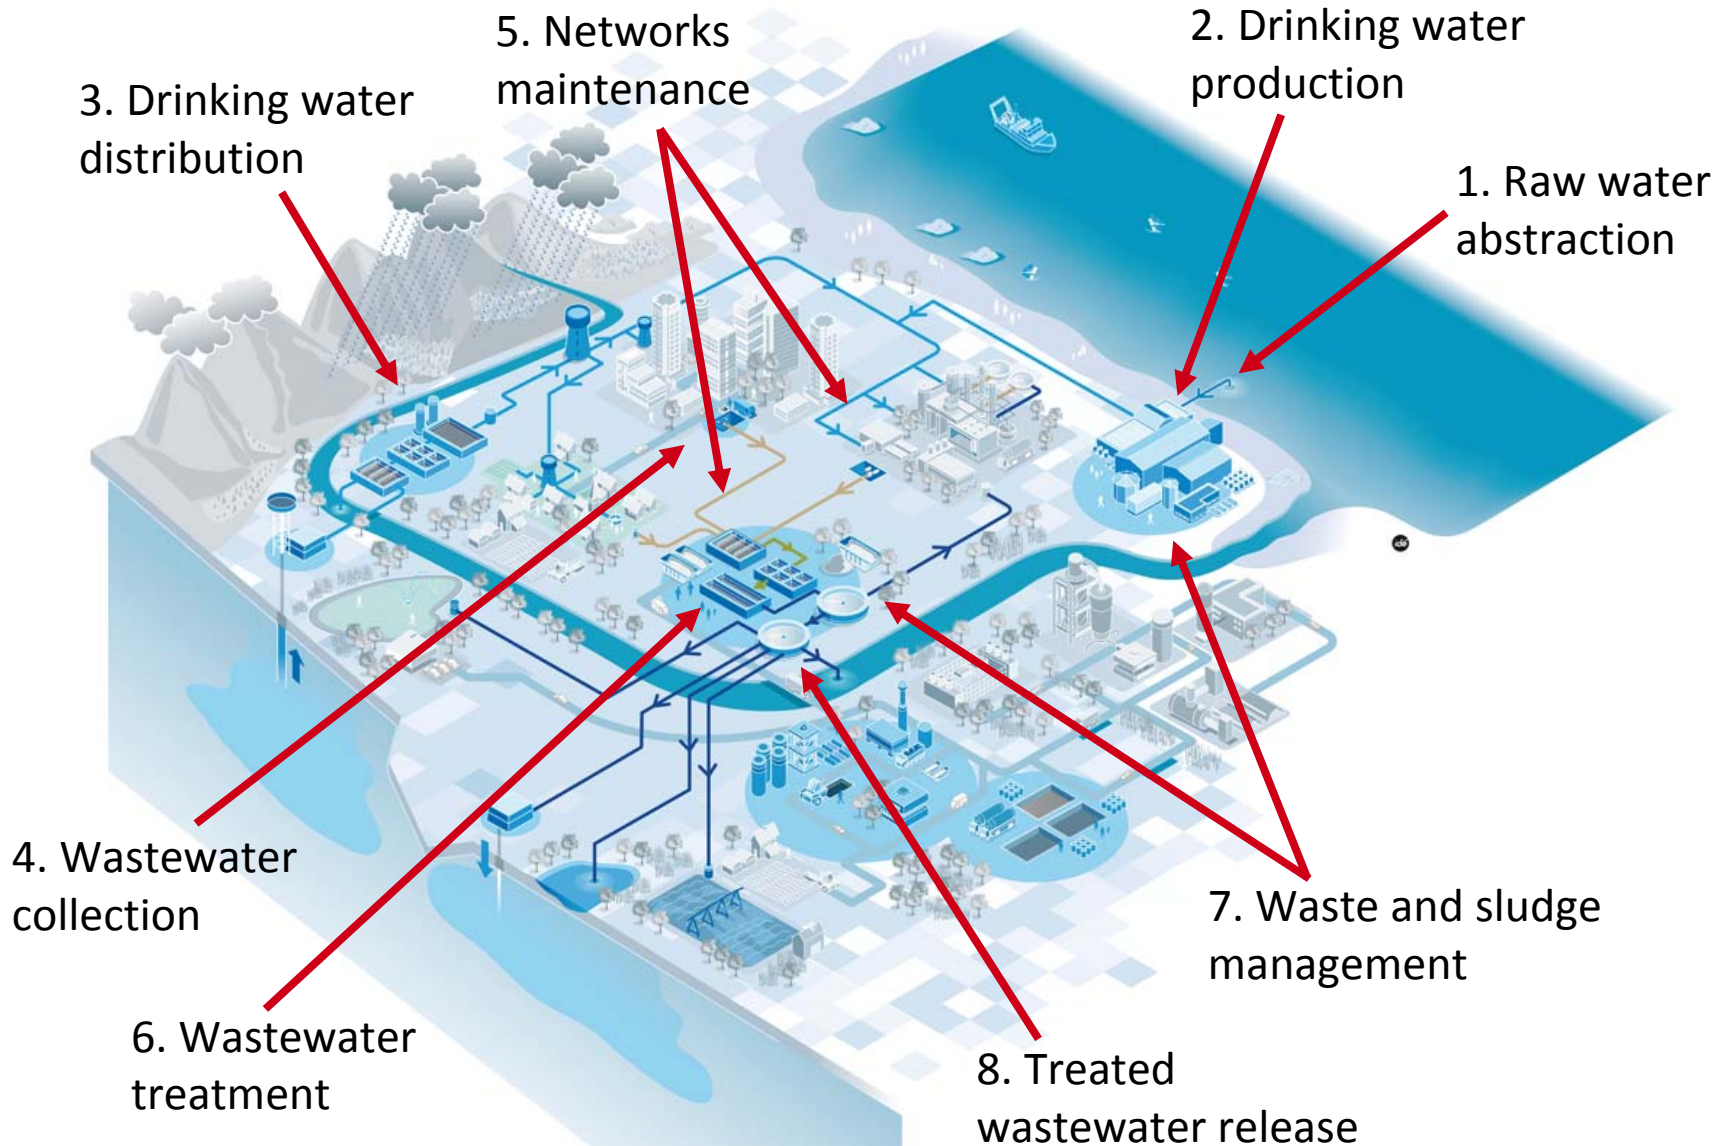 5. Networks
maintenance
2. Drinking water
production
3. Drinking water
distribution
1. Raw water
abstraction
4. Wastewater
collection
7. Waste and sludge
management
6. Wastewater
treatment
8. Treated
wastewater release